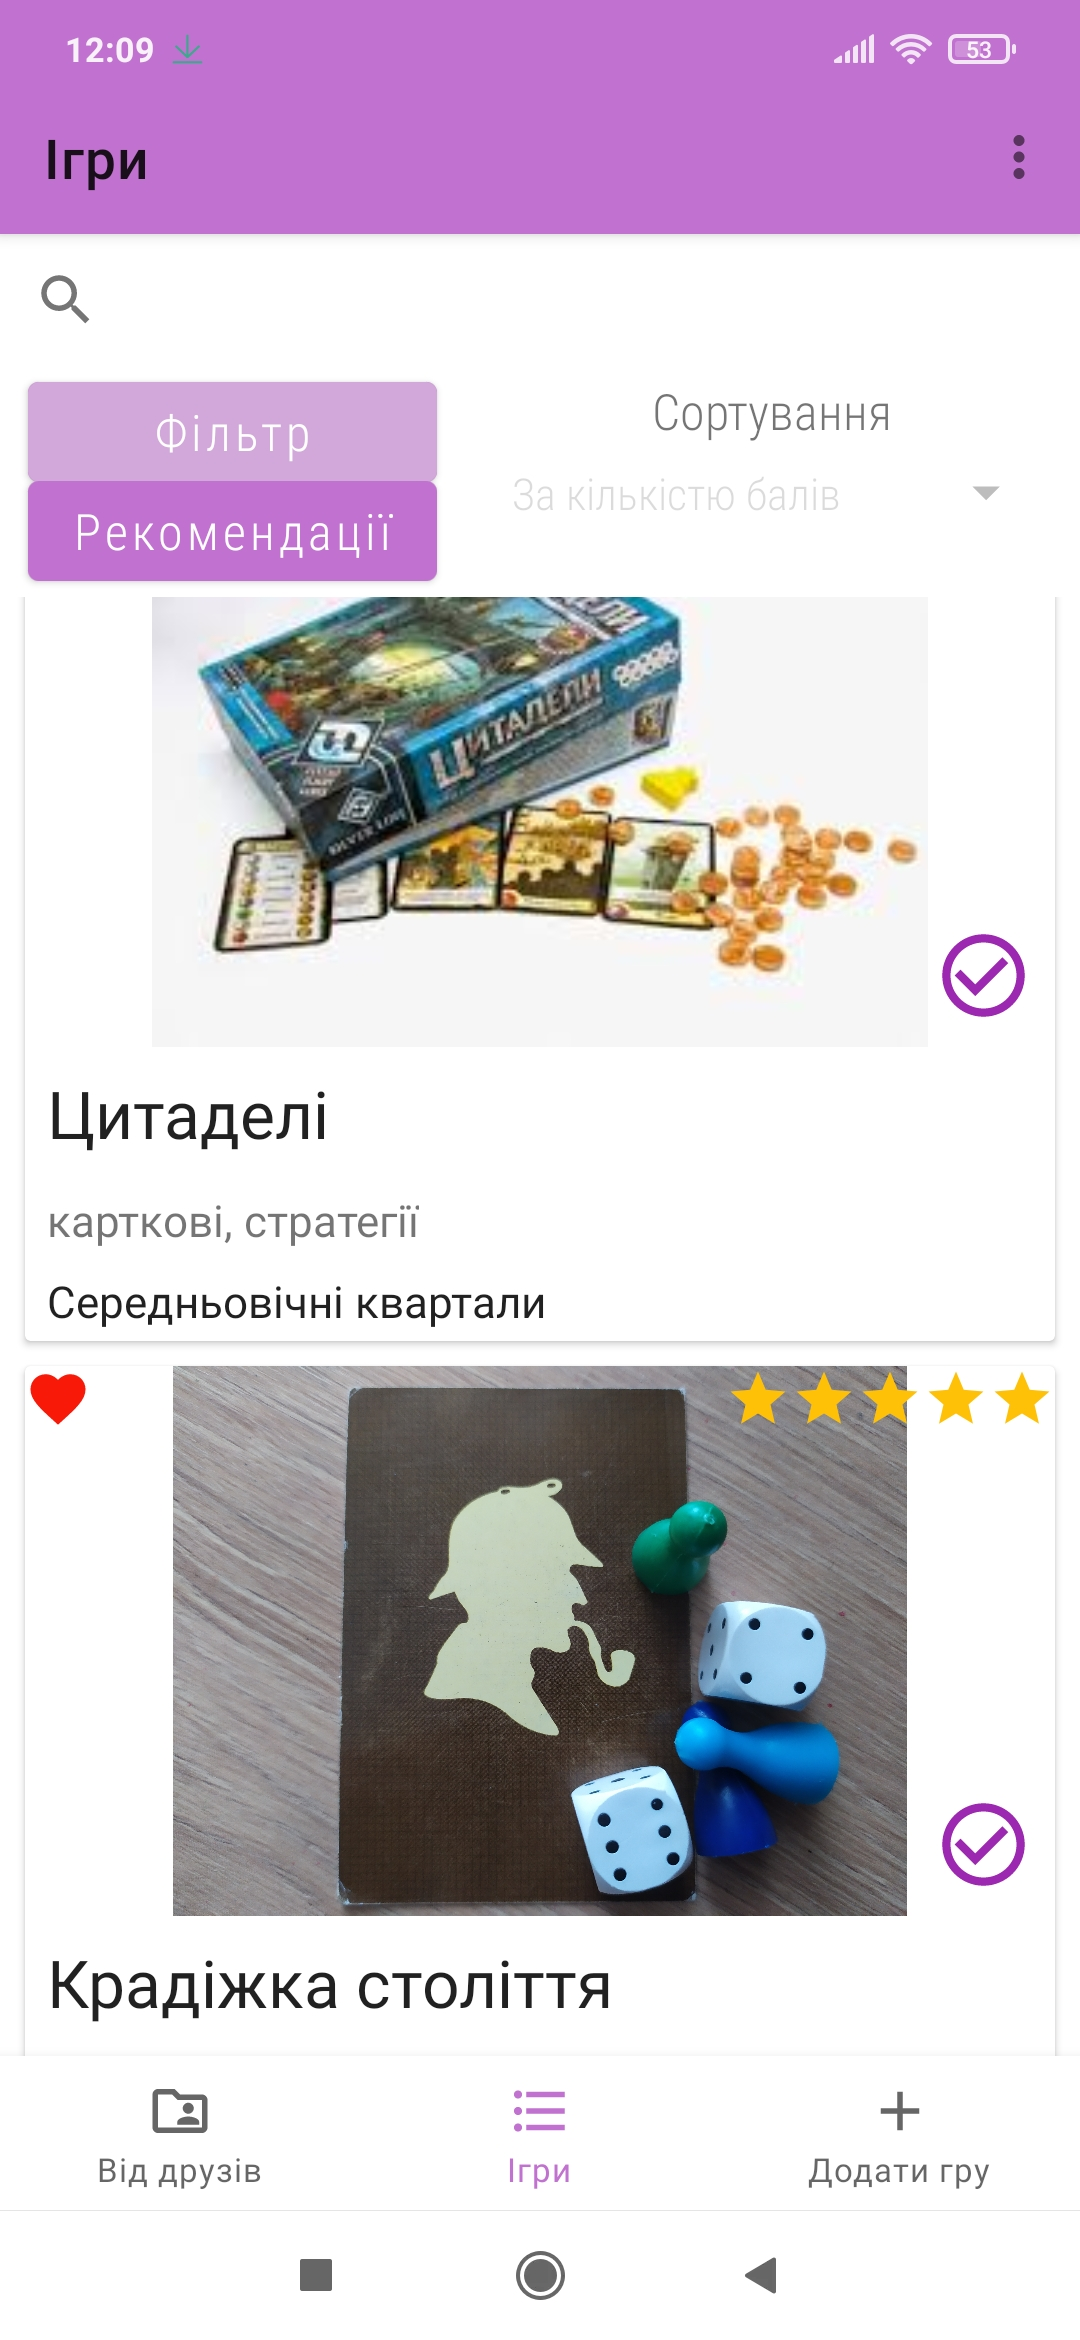 12:09
53
Ігри
Фільтр
Сортування
За кількістю балів
Рекомендації
ЦИТАДЕЛИ
Цитаделі
карткові, стратегії
Середньовічні квартали
Крадіжка століття
Від друзів
Ігри
Додати гру